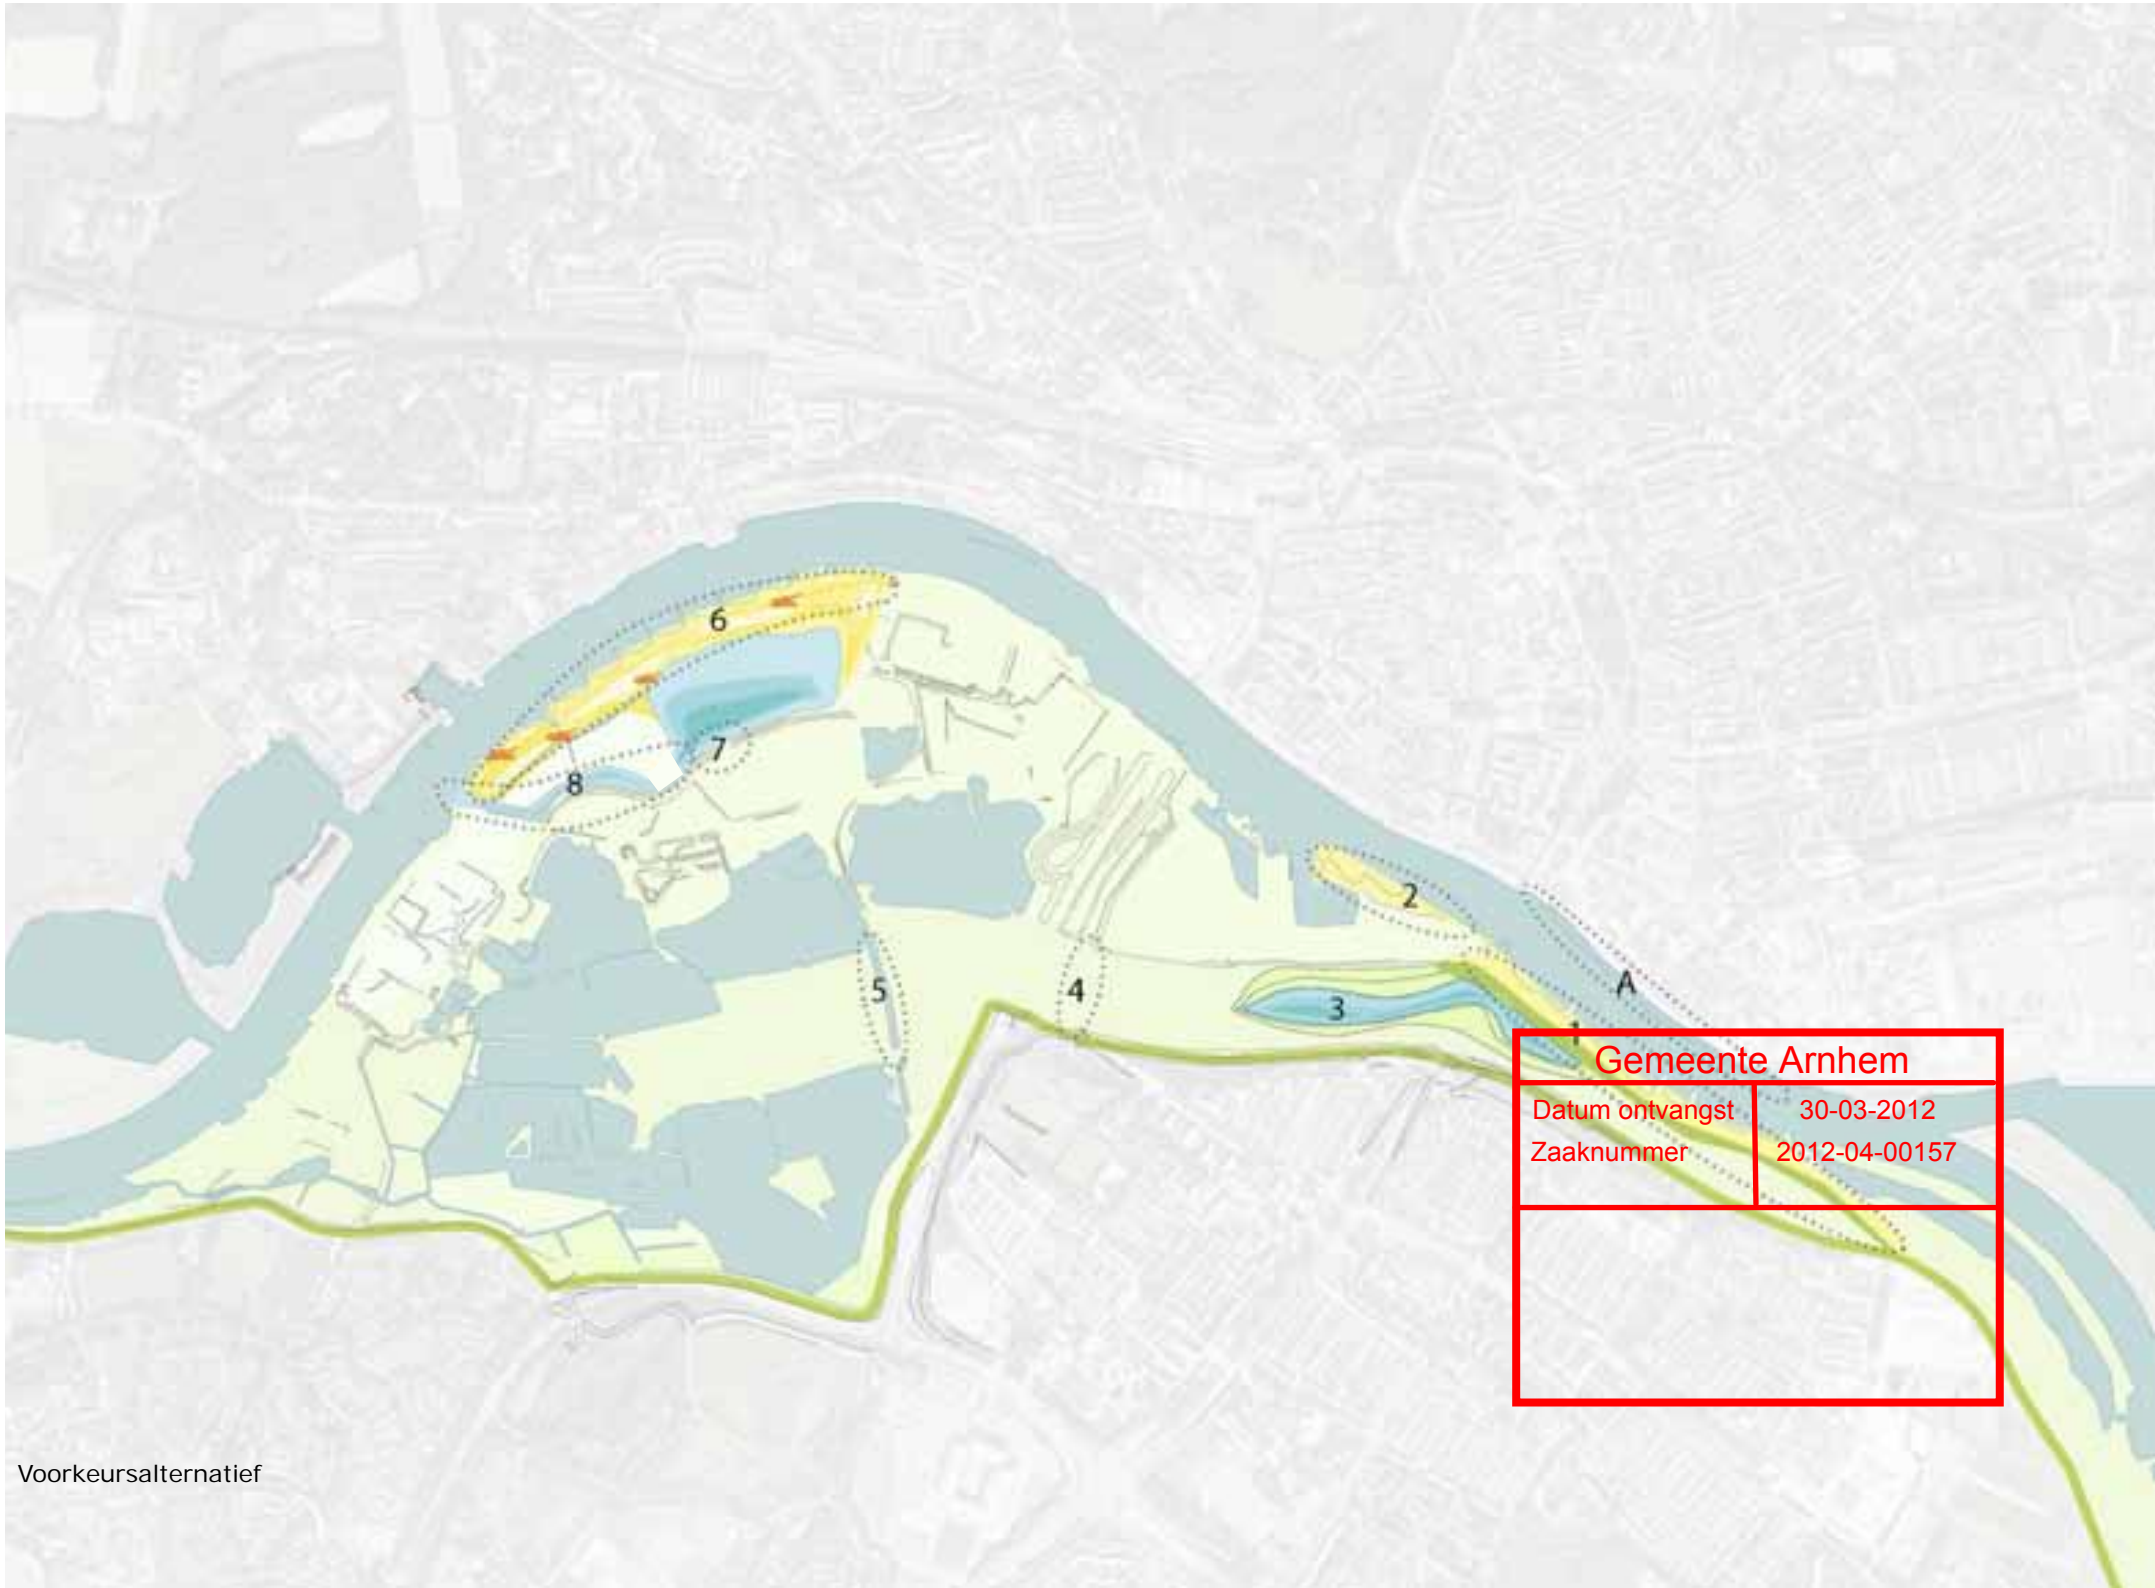 6
7
8
2
A
5
4
3
1
Gemeente Arnhem
Datum ontvangst 30-03-2012
Zaaknummer 2012-04-00157
Voorkeursalternatief